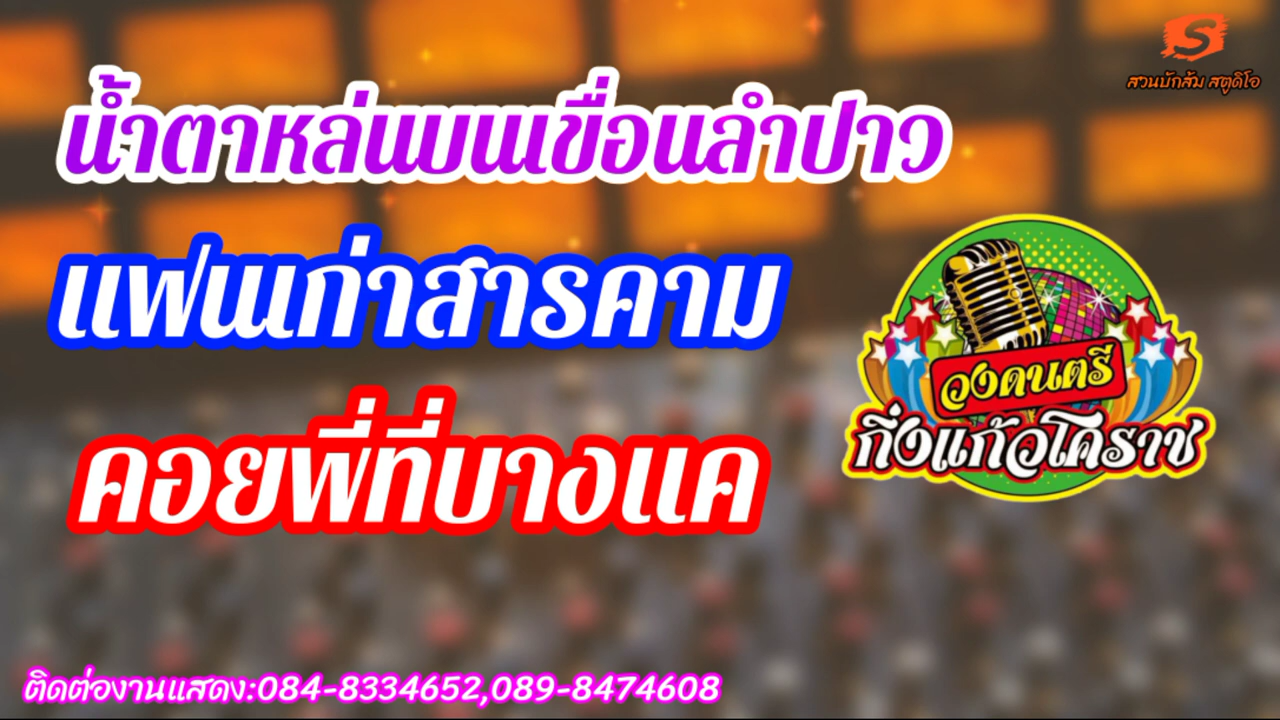 S
สวนบักส้ม สตูดิโอ
น้ำตาหล่นบนเขื่อนลำปาว
แฟนเก่าสารคาม
คอยพี่ที่บางแค
วงดนตรี
กิ่งแก้วโคราช
ติดต่องานแสดง:084-8334652,089-8474608